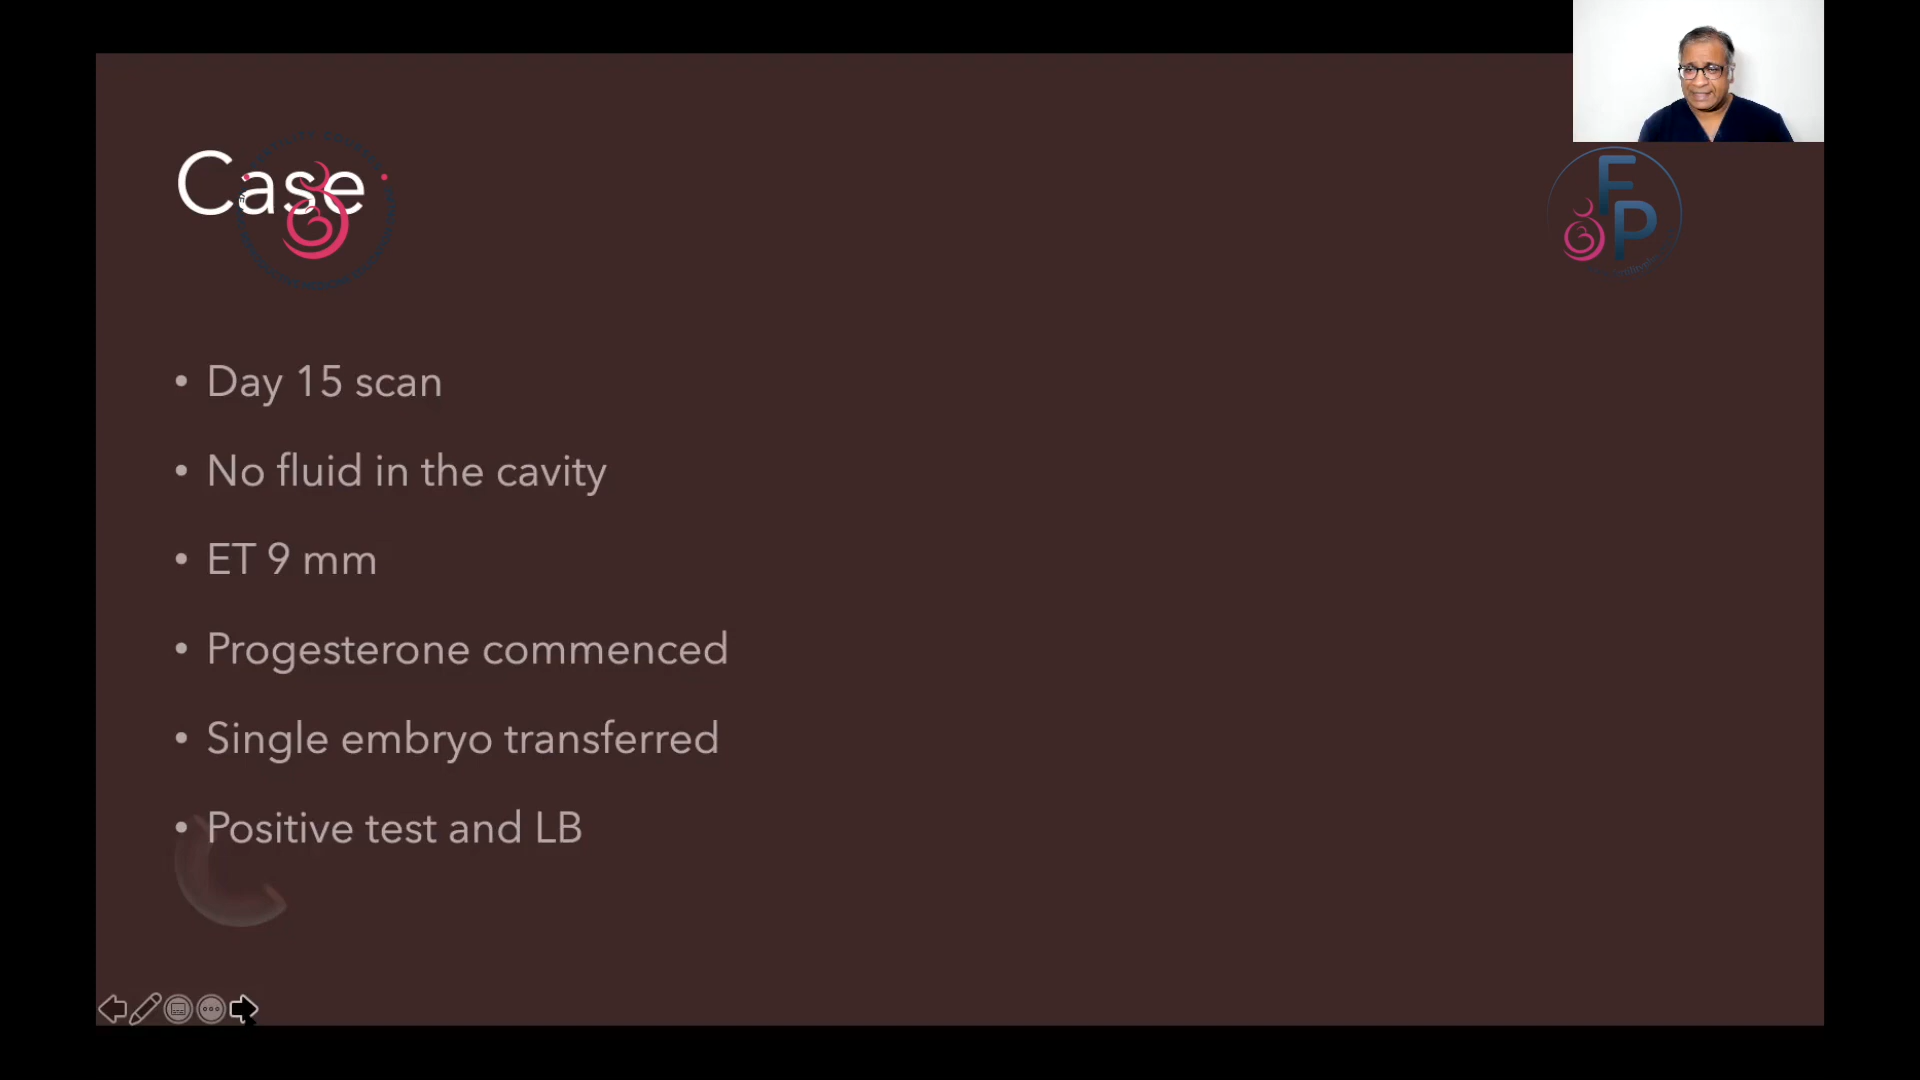 Case
F
P
• Day 15 scan
• No fluid in the cavity
• ET 9 mm
• Progesterone commenced
• Single embryo transferred
• Positive test and LB